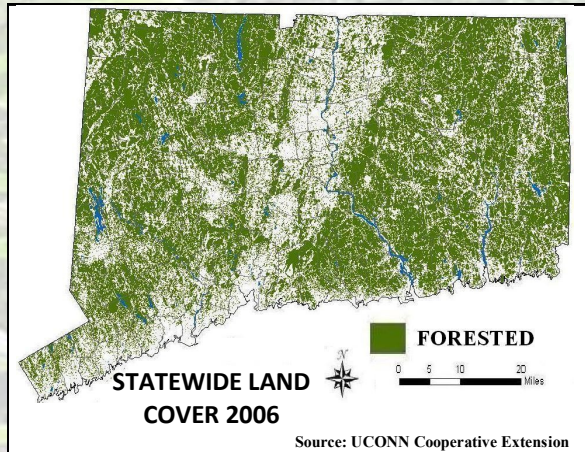 FORESTED
N
0 5 10 20
Miles
STATEWIDE LAND
COVER 2006
Source: UCONN Cooperative Extension